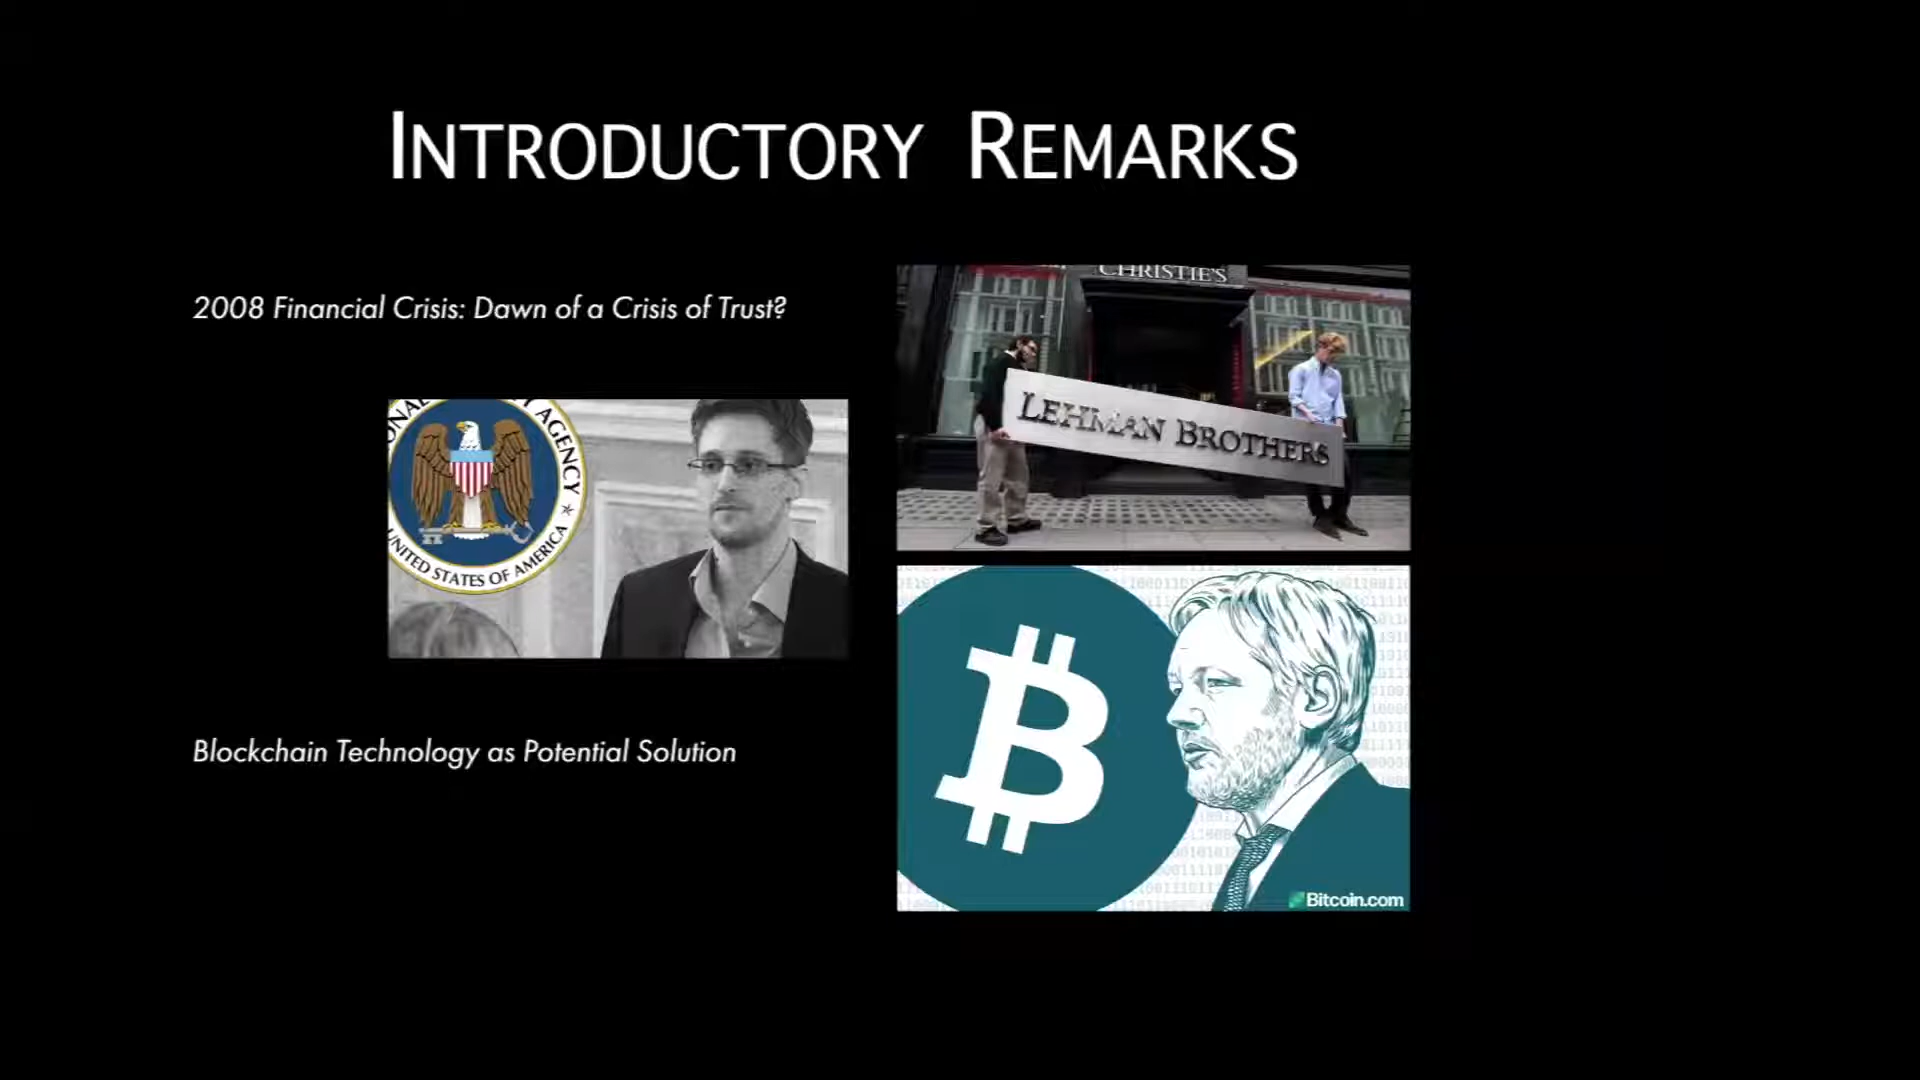 INTRODUCTORY REMARKS
2008 Financial Crisis: Dawn of a Crisis of Trust?
CHRISTIE'S
LEHMAN BROTHERS
AGENCY
UNITED STATES OF AMERICA
Blockchain Technology as Potential Solution
Bitcoin.com